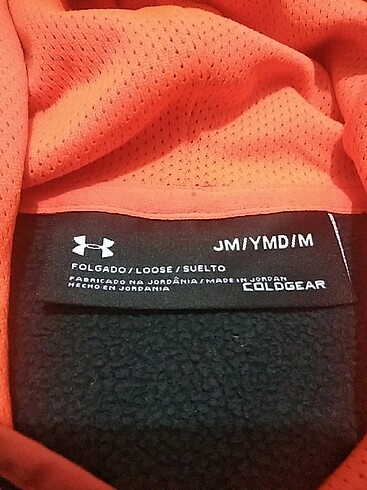 JM/YMD/M
FOLGADO/LOOSE/SUELTO
FABRICADO NA JORDÂNIA/MADE IN JORDAN
HECHO EN JORDANIA
COLDGEAR